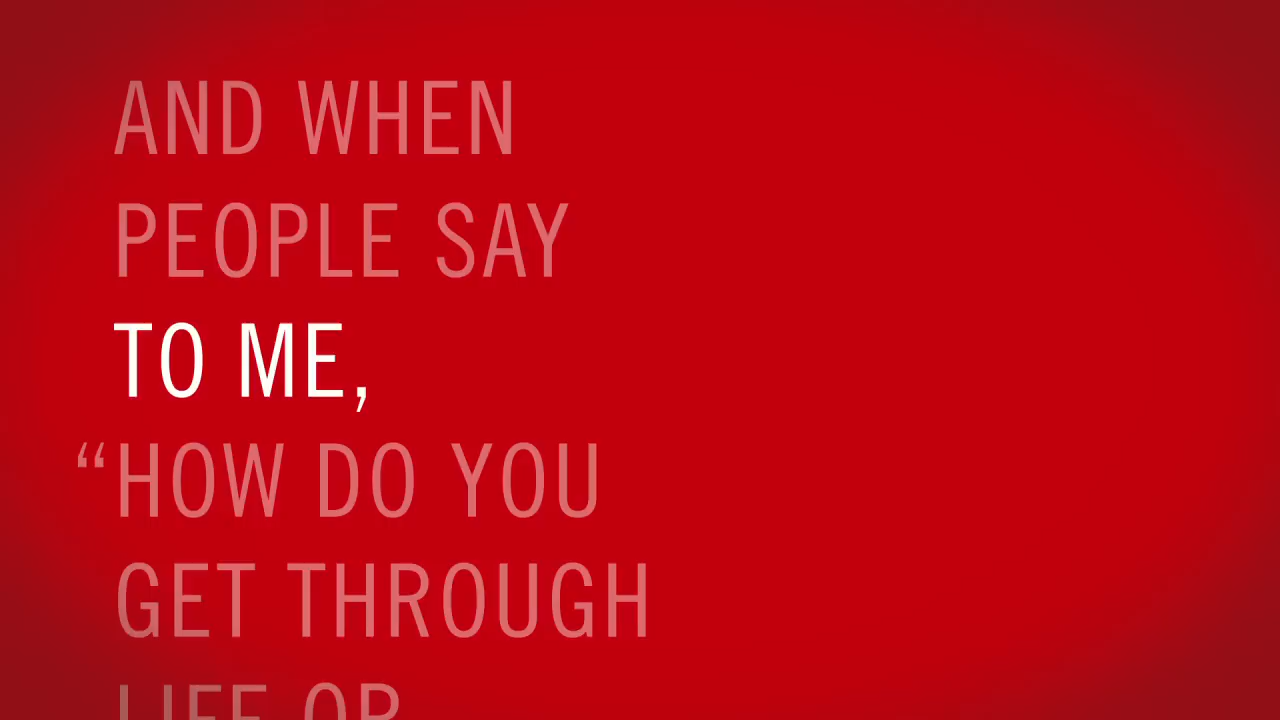 AND WHEN
PEOPLE SAY
TO ME,
“HOW DO YOU
GET THROUGH
LIFE OR